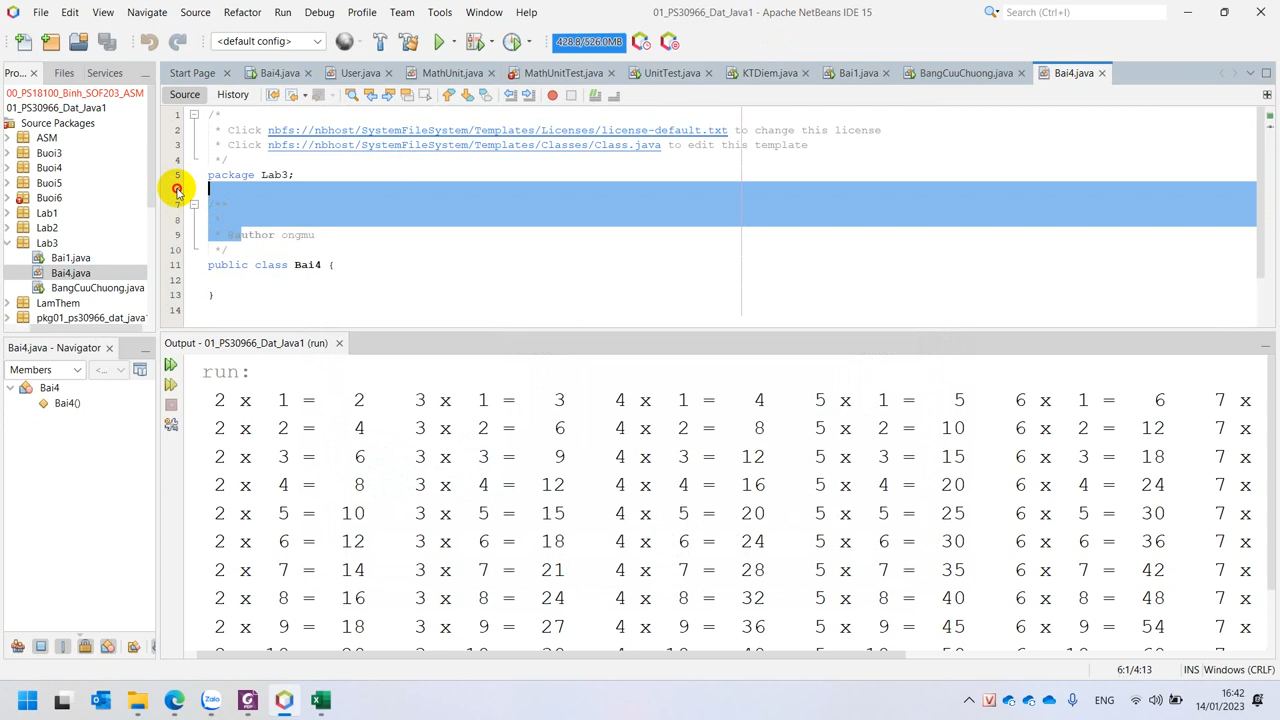 File Edit View Navigate Source Refactor Run Debug Profile Team Tools Window Help
01_PS30966_Dat_Java1 - Apache NetBeans IDE 15
Search (Ctrl+I)
<default config>
428.8/526.0MB
Pro... Files Services
Start Page Bai4.java User.java MathUnit.java MathUnitTest.java UnitTest.java KTDiem.java Bai1.java BangCuuChuong.java Bai4.java
Source History
00_PS18100_Binh_SOF203_ASM
01_PS30966_Dat_Java1
Source Packages
ASM
Buoi3
Buoi4
Buoi5
Buoi6
Lab1
Lab2
Lab3
Bai1.java
Bai4.java
BangCuuChuong.java
LamThem
pkg01_ps30966_dat_java
1 /*
2 * Click nbfs://nbhost/SystemFileSystem/Templates/Licenses/license-default.txt to change this license
3 * Click nbfs://nbhost/SystemFileSystem/Templates/Classes/Class.java to edit this template
4 */
5 package Lab3;
7 /**
8 *
9 * @author ongmu
10 */
11 public class Bai4 {
12
13 }
14
Bai4.java - Navigator
Members <...
Bai4
Bai4()
Output - 01_PS30966_Dat_Java1 (run)
run:
2 x 1 = 2 3 x 1 = 3 4 x 1 = 4 5 x 1 = 5 6 x 1 = 6 7 x
2 x 2 = 4 3 x 2 = 6 4 x 2 = 8 5 x 2 = 10 6 x 2 = 12 7 x
2 x 3 = 6 3 x 3 = 9 4 x 3 = 12 5 x 3 = 15 6 x 3 = 18 7 x
2 x 4 = 8 3 x 4 = 12 4 x 4 = 16 5 x 4 = 20 6 x 4 = 24 7 x
2 x 5 = 10 3 x 5 = 15 4 x 5 = 20 5 x 5 = 25 6 x 5 = 30 7 x
2 x 6 = 12 3 x 6 = 18 4 x 6 = 24 5 x 6 = 30 6 x 6 = 36 7 x
2 x 7 = 14 3 x 7 = 21 4 x 7 = 28 5 x 7 = 35 6 x 7 = 42 7 x
2 x 8 = 16 3 x 8 = 24 4 x 8 = 32 5 x 8 = 40 6 x 8 = 48 7 x
2 x 9 = 18 3 x 9 = 27 4 x 9 = 36 5 x 9 = 45 6 x 9 = 54 7 x
6:1/4:13 INS Windows (CRLF)
Zalo
ENG
16:42
14/01/2023